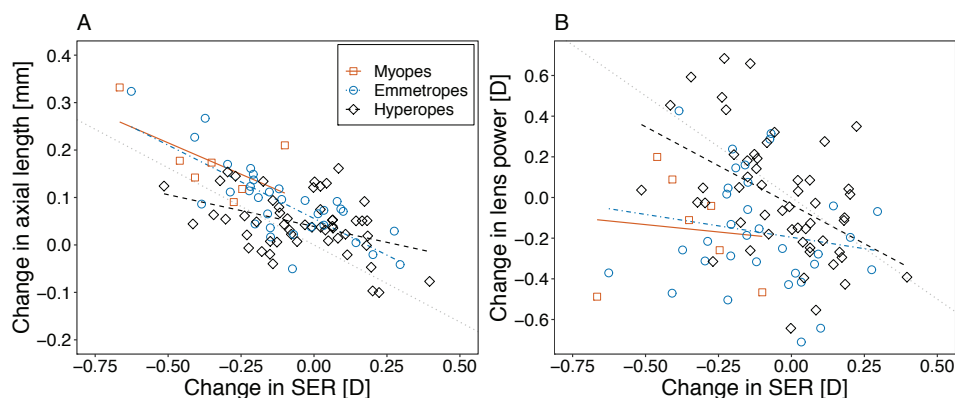 A
Change in axial length [mm]
0.4
0.3
0.2
0.1
0.0
−0.1
−0.2
Myopes
Emmetropes
Hyperopes
−0.75
−0.50
−0.25
0.00
0.25
0.50
Change in SER [D]
B
Change in lens power [D]
0.6
0.4
0.2
−0.0
−0.2
−0.4
−0.6
−0.75
−0.50
−0.25
0.00
0.25
0.50
Change in SER [D]